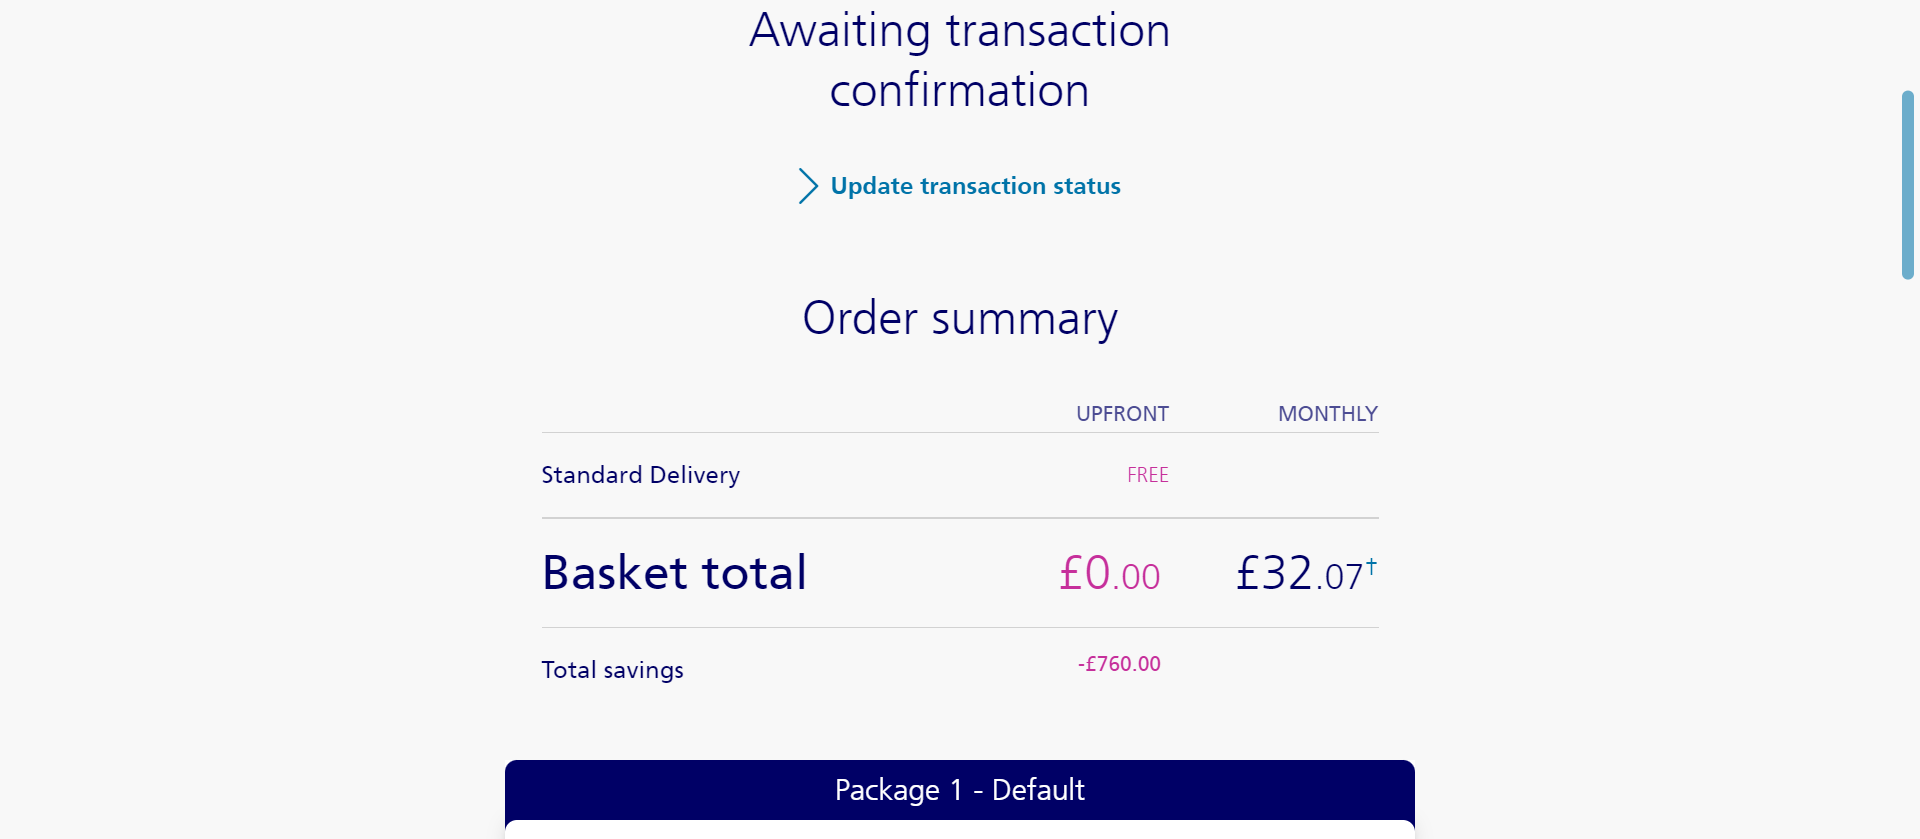 Awaiting transaction
confirmation
Update transaction status
Order summary
UPFRONT MONTHLY
Standard Delivery FREE
Basket total £0.00 £32.07†
Total savings -£760.00
Package 1 - Default